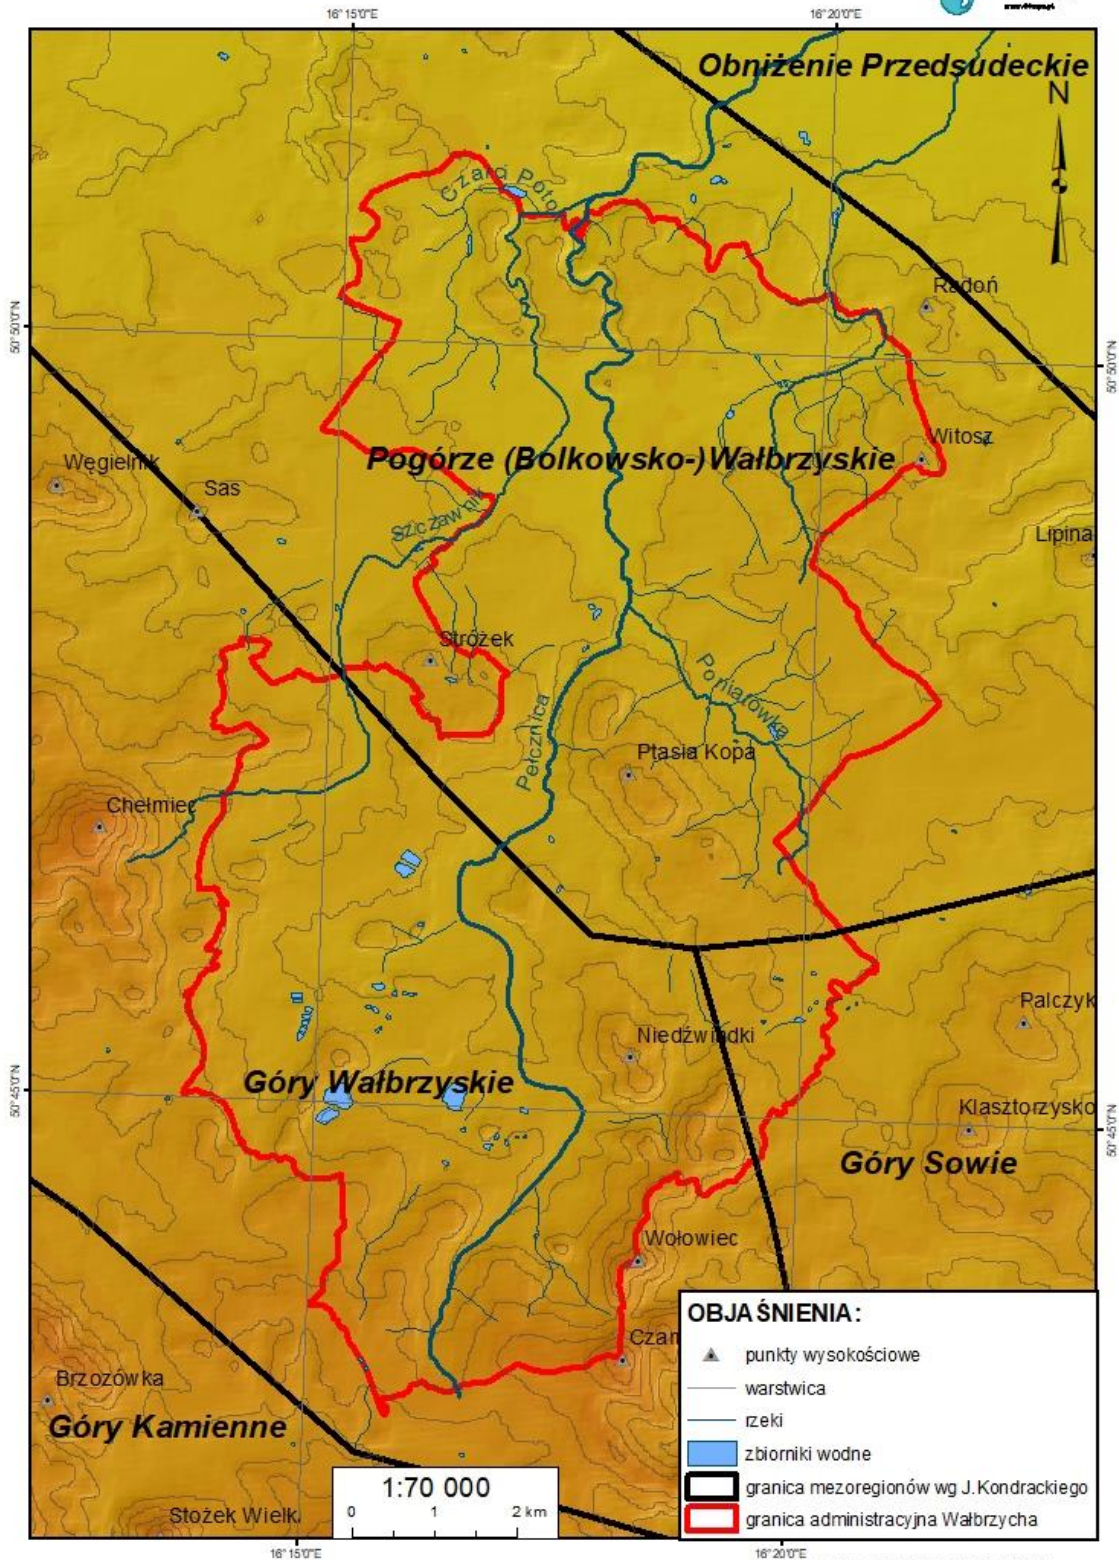 16°15'0"E
16°20'0"E
Obniżenie Przedsudeckie
N
Czarci Potok
Radoń
50°50'0"N
50°50'0"N
Witosz
Pogórze (Bolkowsko-)Wałbrzyskie
Węgielnik
Sas
Szczawnik
Lipina
Stróżek
Poniatówka
Pełcznica
Ptasia Kopa
Chełmiec
Palczyk
Niedźwiadki
Góry Wałbrzyskie
50°45'0"N
Klasztorzysko
50°45'0"N
Góry Sowie
Wołowiec
OBJAŚNIENIA:
punkty wysokościowe
warstwica
rzeki
zbiorniki wodne
granica mezoregionów wg J.Kondrackiego
granica administracyjna Wałbrzycha
Czar
Brzozówka
Góry Kamienne
1:70 000
0 1 2 km
Stożek Wielk
16°15'0"E
16°20'0"E